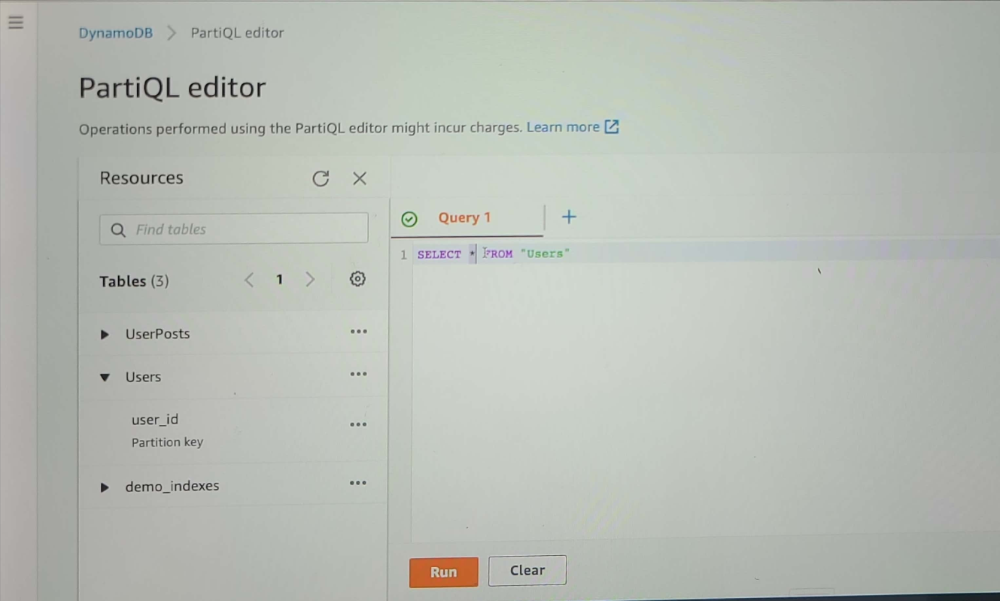 DynamoDB > PartiQL editor
PartiQL editor
Operations performed using the PartiQL editor might incur charges. Learn more
Resources
Find tables
Tables (3)
< 1 >
UserPosts
Users
user_id
Partition key
demo_indexes
Query 1
+
1 SELECT * FROM "Users"
Run
Clear